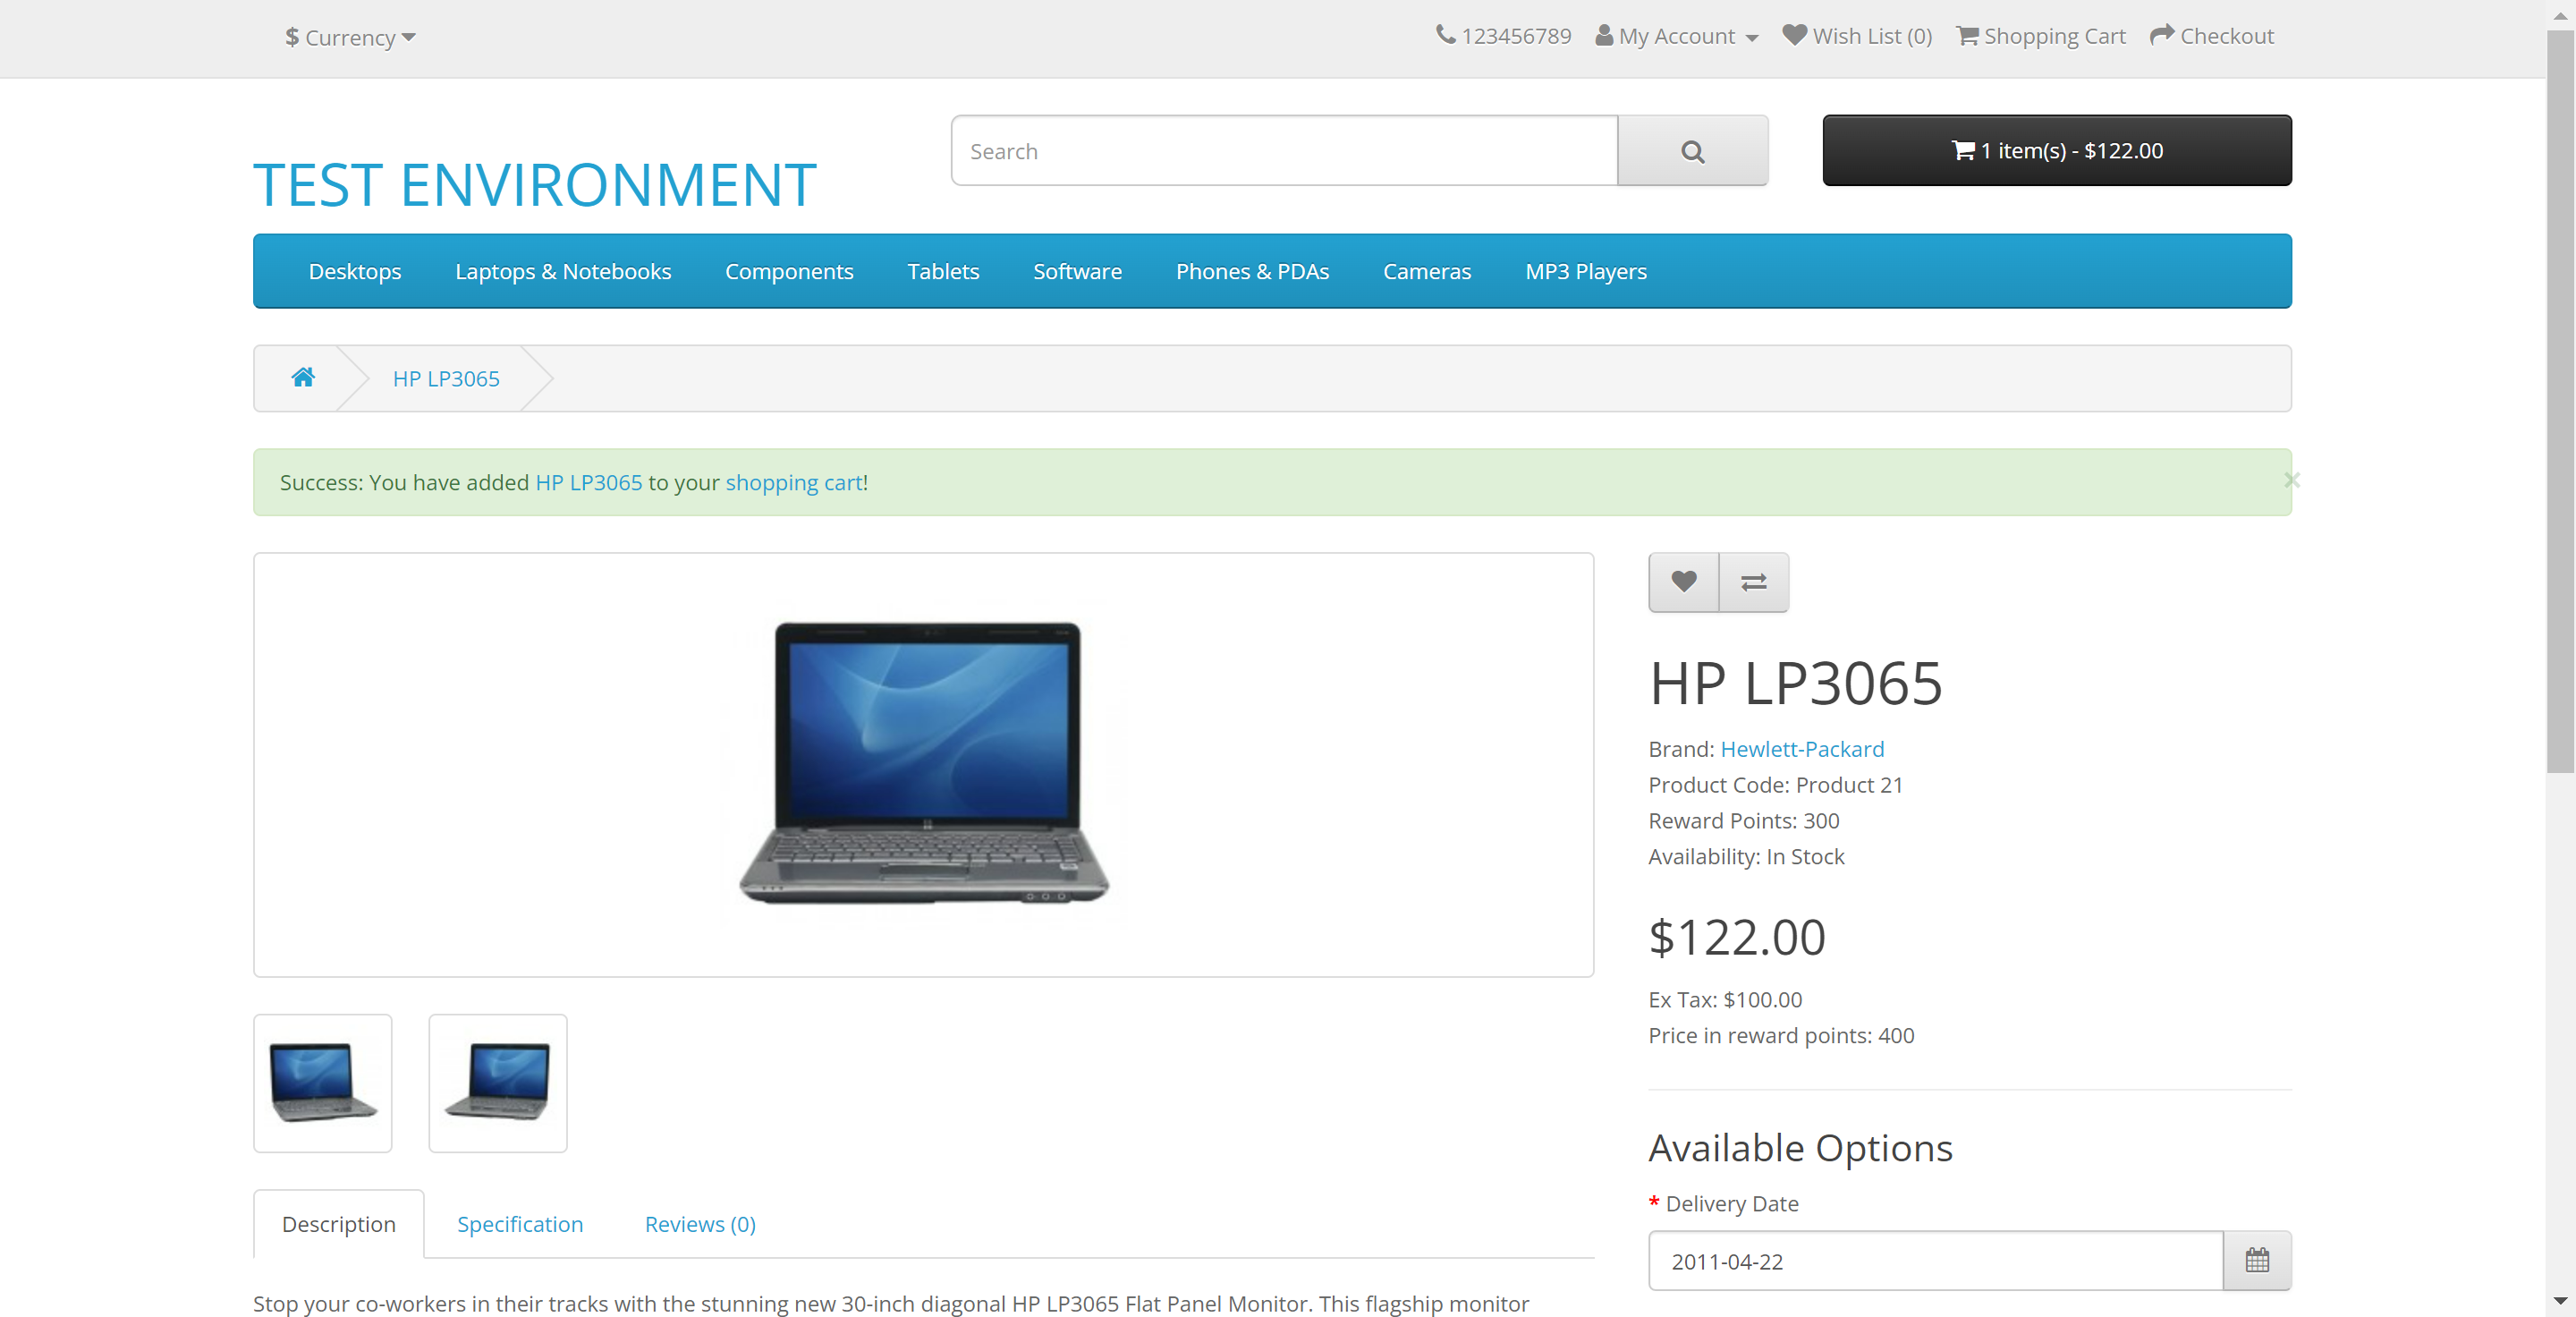 $ Currency
123456789 My Account Wish List (0) Shopping Cart Checkout
TEST ENVIRONMENT
Search
1 item(s) - $122.00
Desktops Laptops & Notebooks Components Tablets Software Phones & PDAs Cameras MP3 Players
HP LP3065
Success: You have added HP LP3065 to your shopping cart!
×
HP LP3065
Brand: Hewlett-Packard
Product Code: Product 21
Reward Points: 300
Availability: In Stock
$122.00
Ex Tax: $100.00
Price in reward points: 400
Available Options
* Delivery Date
2011-04-22
Description Specification Reviews (0)
Stop your co-workers in their tracks with the stunning new 30-inch diagonal HP LP3065 Flat Panel Monitor. This flagship monitor